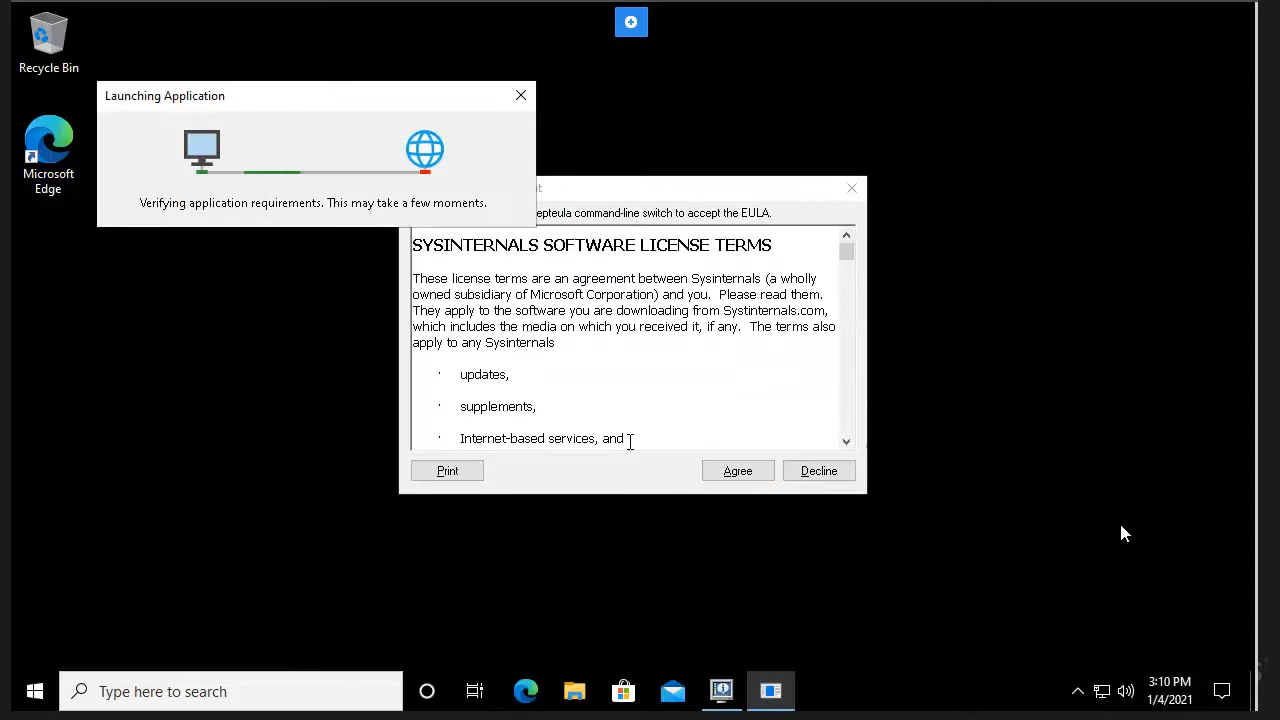 Recycle Bin
Microsoft
Edge
Launching Application
Verifying application requirements. This may take a few moments.
command-line switch to accept the EULA.
SYSINTERNALS SOFTWARE LICENSE TERMS
These license terms are an agreement between Sysinternals (a wholly
owned subsidiary of Microsoft Corporation) and you.  Please read them.
They apply to the software you are downloading from Systinternals.com,
which includes the media on which you received it, if any.  The terms also
apply to any Sysinternals
· updates,
· supplements,
· Internet-based services, and
Print
Agree
Decline
Type here to search
3:10 PM
1/4/2021